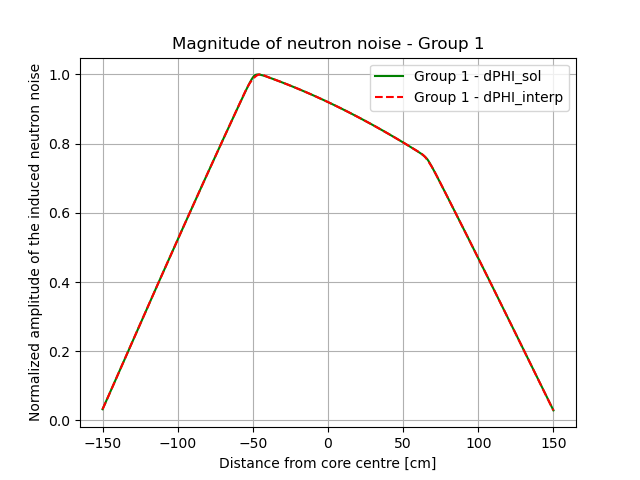 Magnitude of neutron noise - Group 1
Normalized amplitude of the induced neutron noise
1.0
0.8
0.6
0.4
0.2
0.0
Group 1 - dPHI_sol
Group 1 - dPHI_interp
−150
−100
−50
0
50
100
150
Distance from core centre [cm]